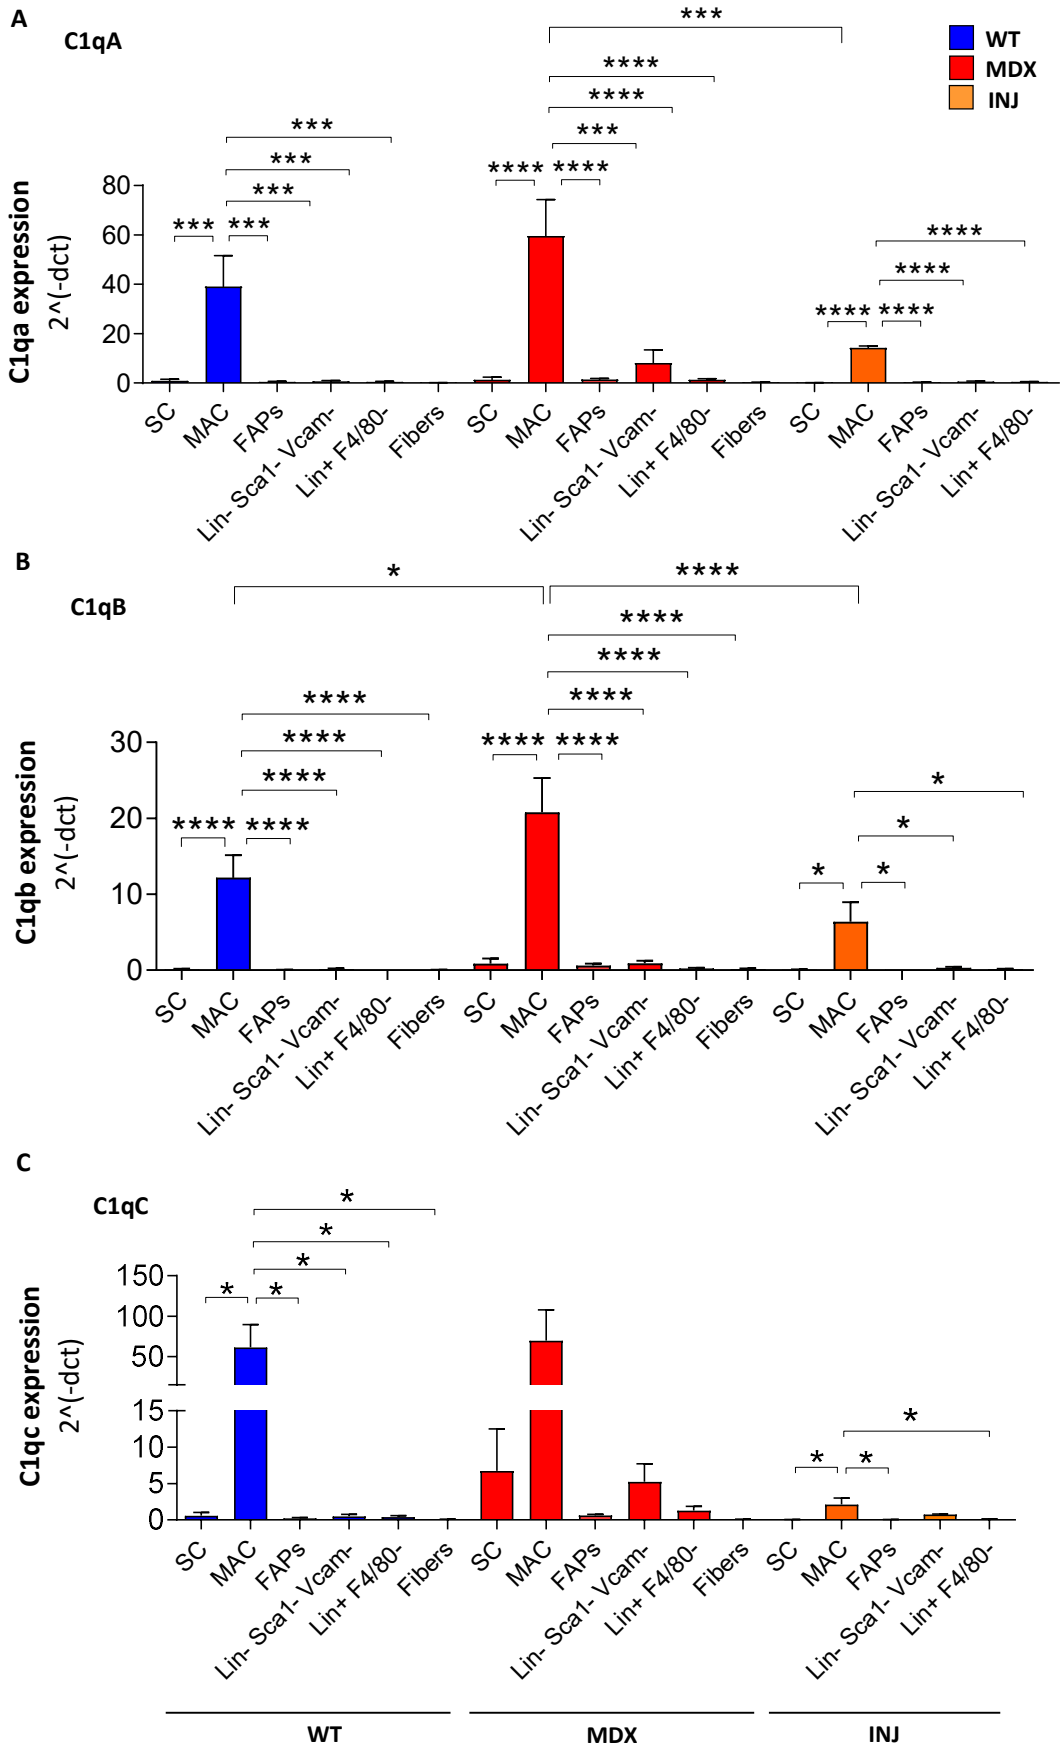 A
C1qA
***
WT
MDX
INJ
****
****
***
**** ****
***
***
***
*** ***
****
****
**** ****
C1qa expression
2^(-dct)
80
60
40
20
0
SC MAC FAPs Lin- Sca1- Vcam- Lin+ F4/80- Fibers SC MAC FAPs Lin- Sca1- Vcam- Lin+ F4/80- Fibers SC MAC FAPs Lin- Sca1- Vcam- Lin+ F4/80-
B
C1qB
* ****
****
****
****
**** ****
****
****
****
**** ****
*
*
* *
C1qb expression
2^(-dct)
30
20
10
0
SC MAC FAPs Lin- Sca1- Vcam- Lin+ F4/80- Fibers SC MAC FAPs Lin- Sca1- Vcam- Lin+ F4/80- Fibers SC MAC FAPs Lin- Sca1- Vcam- Lin+ F4/80-
C
C1qC
*
*
*
* *
*
* *
C1qc expression
2^(-dct)
150
100
50
15
10
5
0
SC MAC FAPs Lin- Sca1- Vcam- Lin+ F4/80- Fibers SC MAC FAPs Lin- Sca1- Vcam- Lin+ F4/80- Fibers SC MAC FAPs Lin- Sca1- Vcam- Lin+ F4/80-
WT MDX INJ